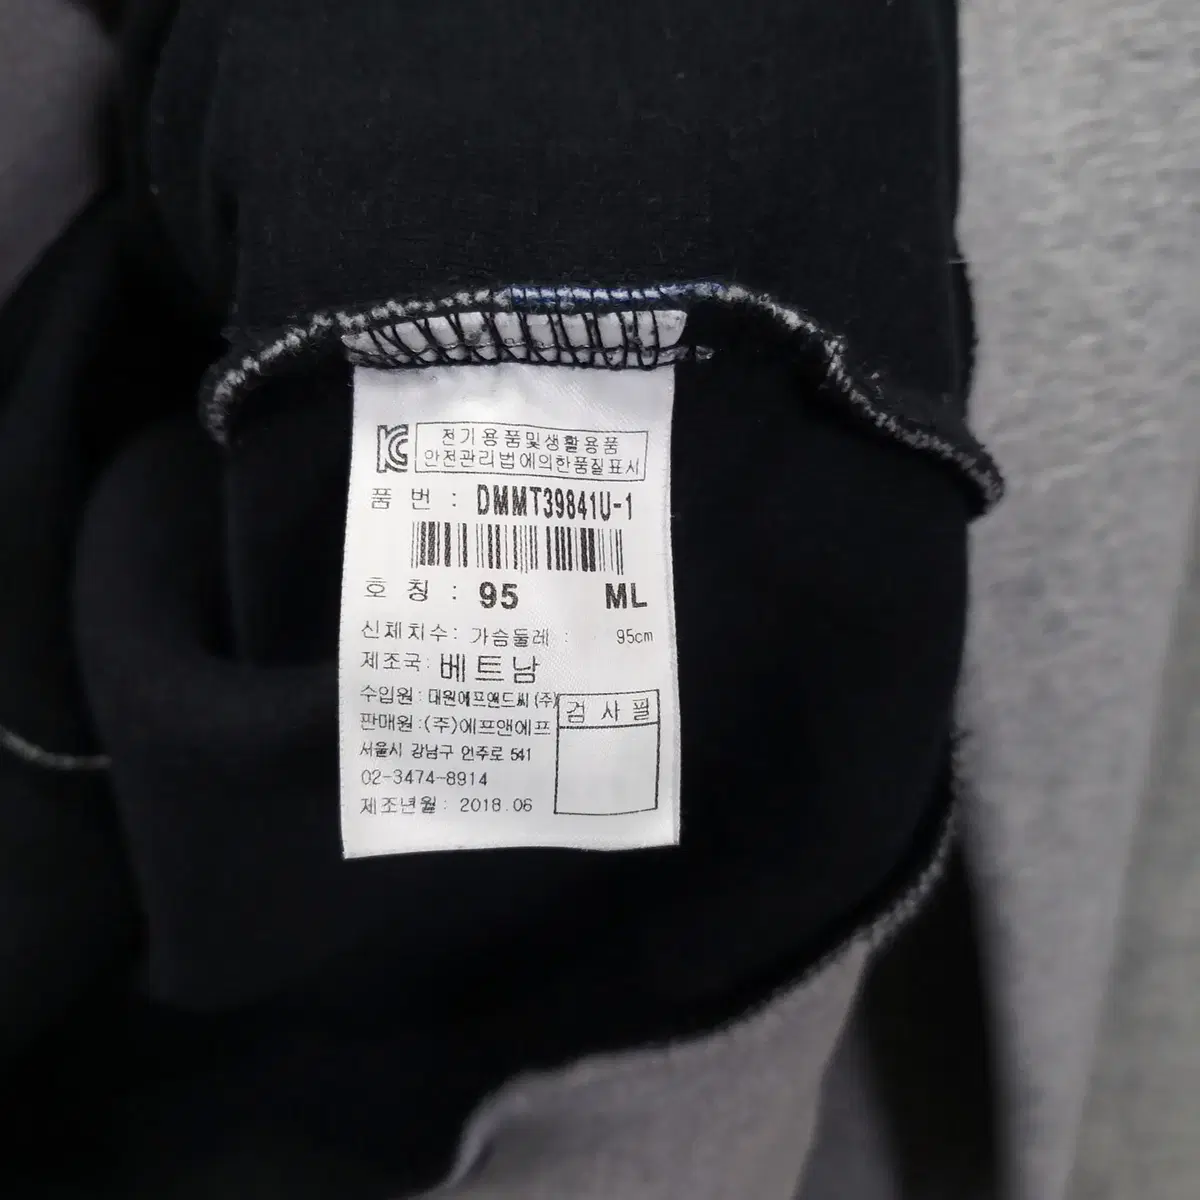 KC 전기용품및생활용품
안전관리법에의한품질표시
품 번 : DMMT39841U-1
호 칭 : 95 ML
신체치수: 가슴둘레 : 95cm
제조국: 베트남
수입원 : 대원에프앤드씨 (주)
판매원 :(주)에프앤에프
검 사 필
서울시 강남구 언주로 541
02-3474-8914
제조년월 : 2018.06